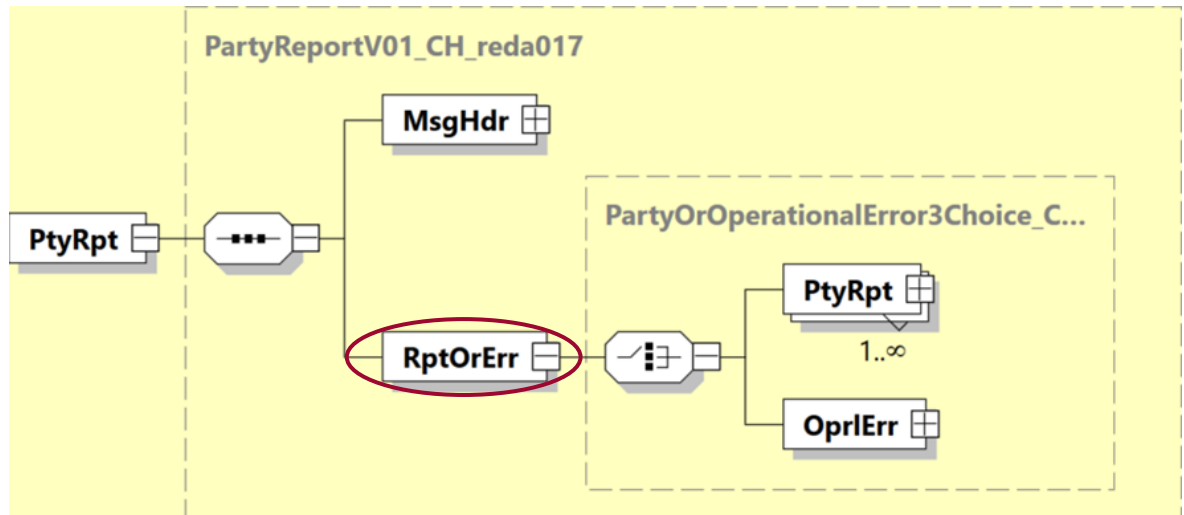 PartyReportV01_CH_reda017
MsgHdr
PtyRpt
PartyOrOperationalError3Choice_C...
PtyRpt
1..∞
RptOrErr
OprlErr